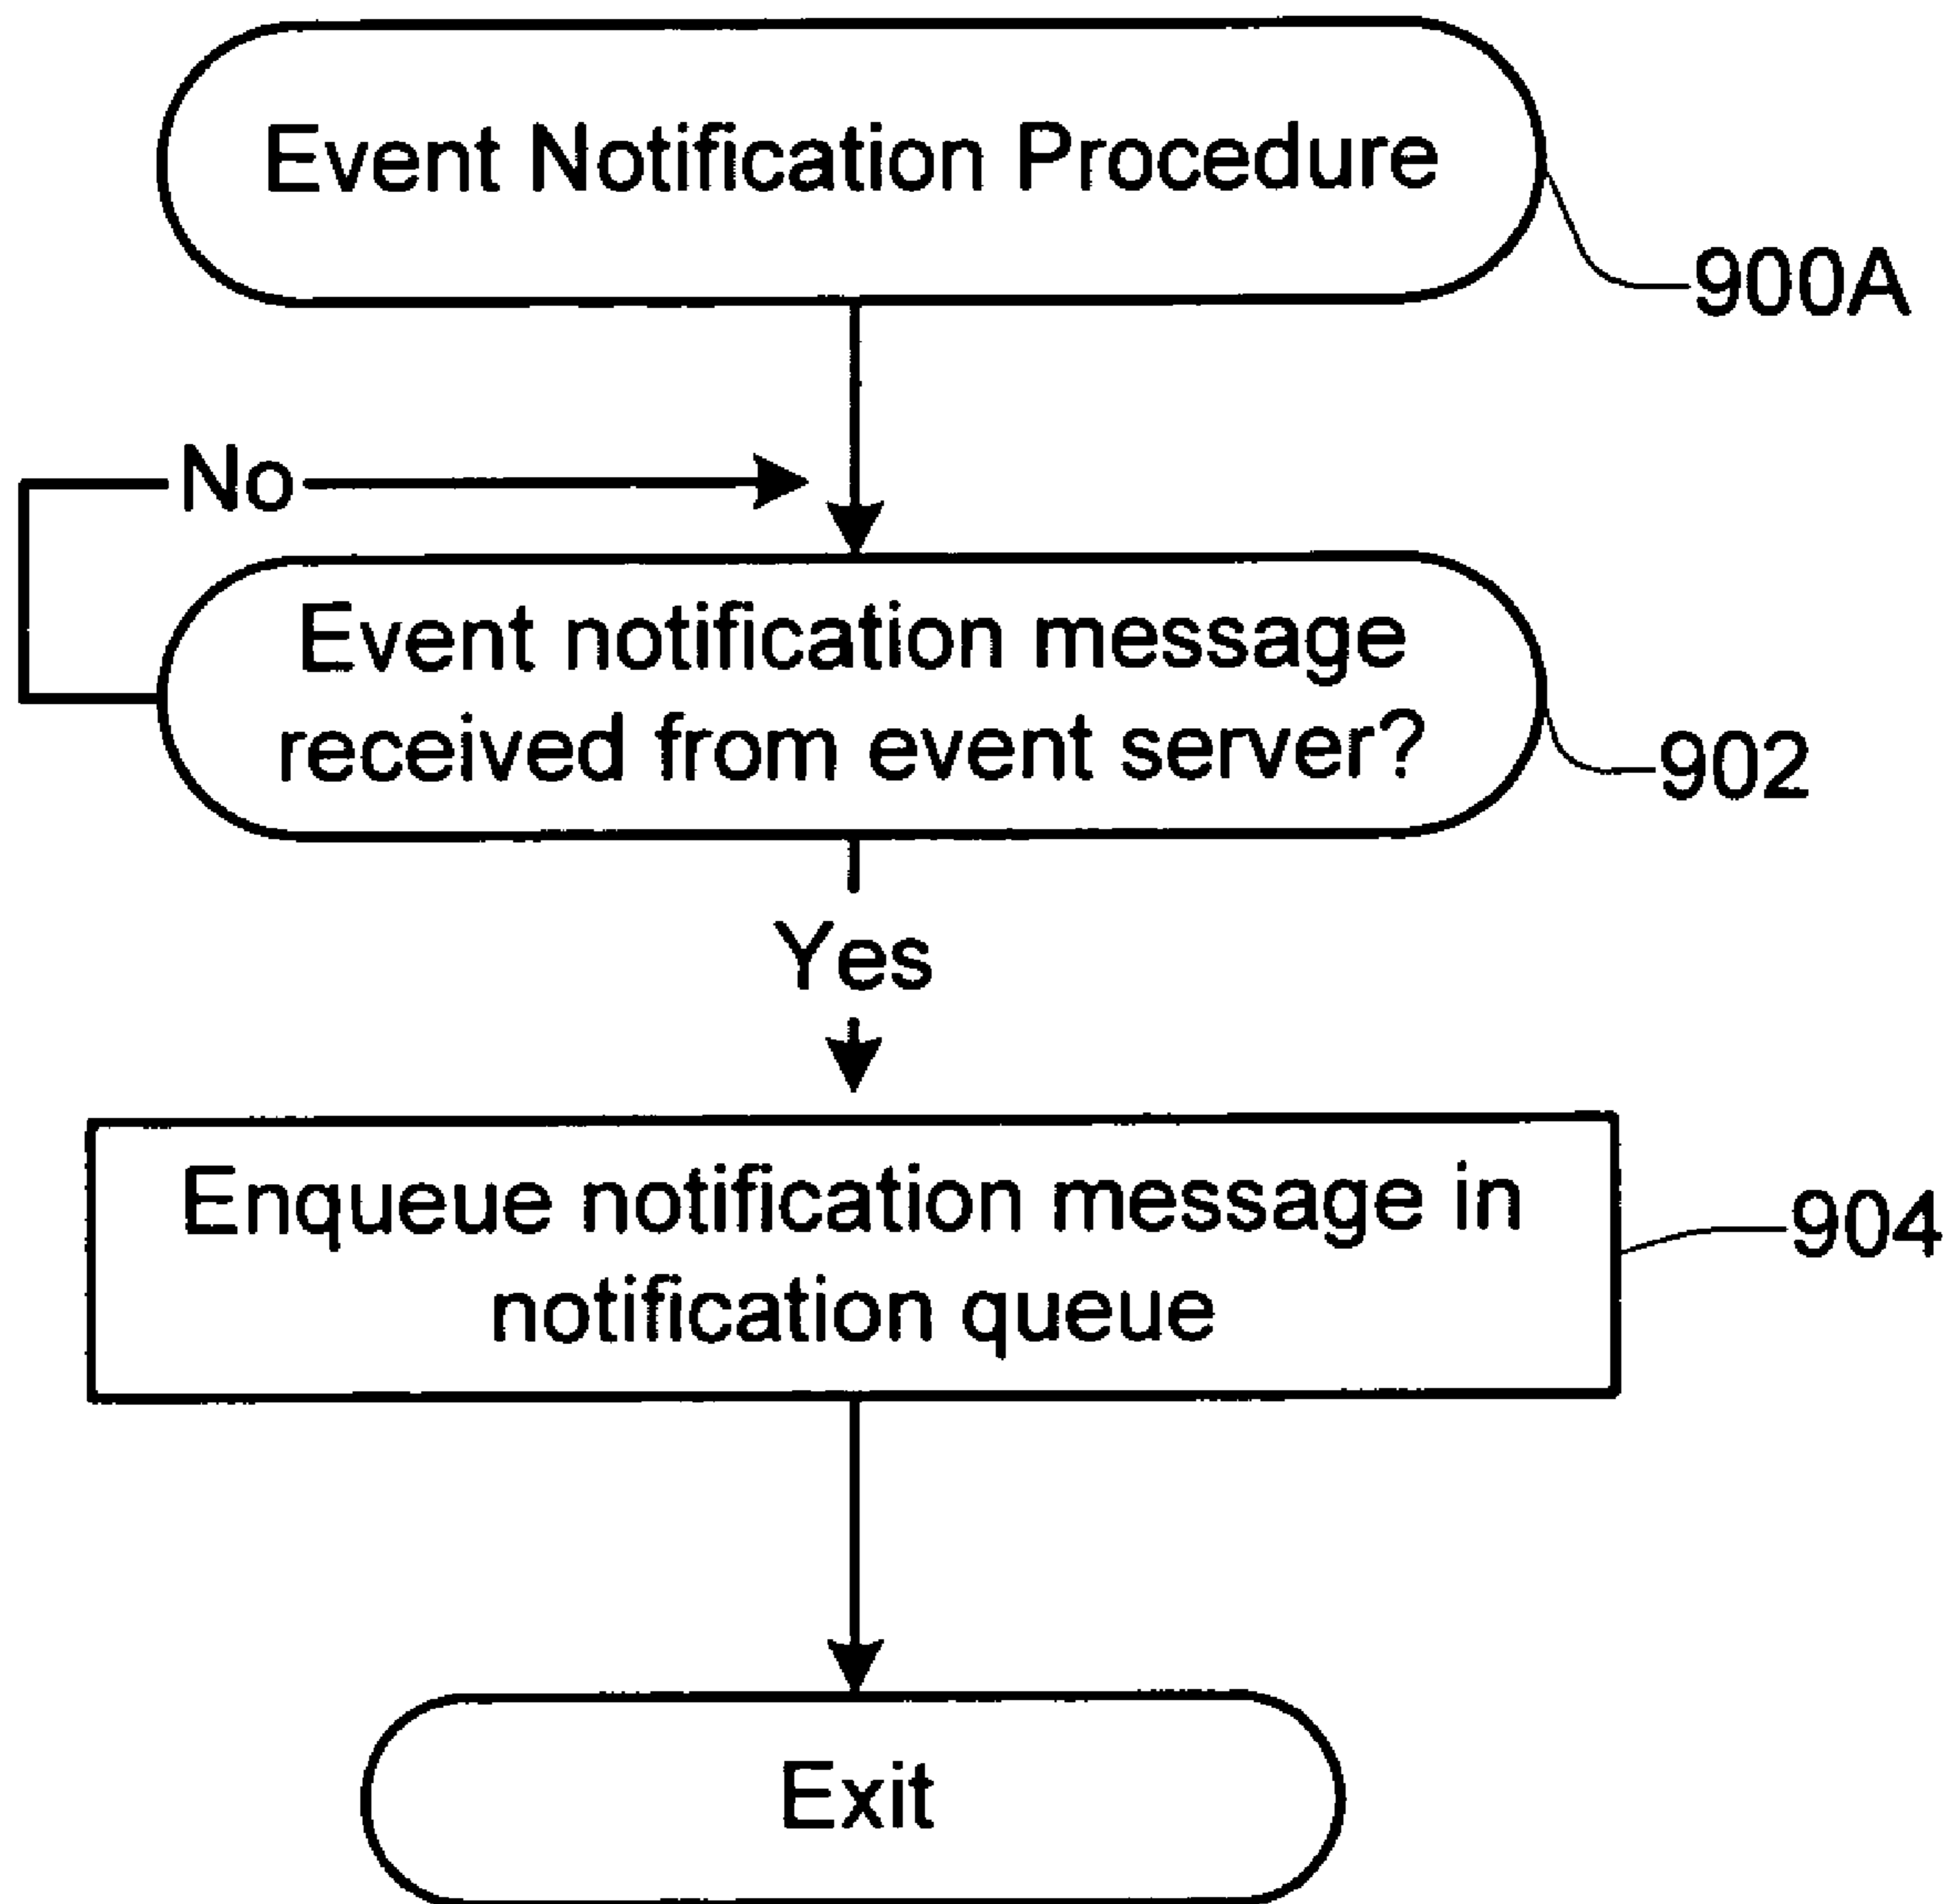 Event Notification Procedure
900A
No
Event notification message
received from event server?
902
Yes
Enqueue notification message in
notification queue
904
Exit